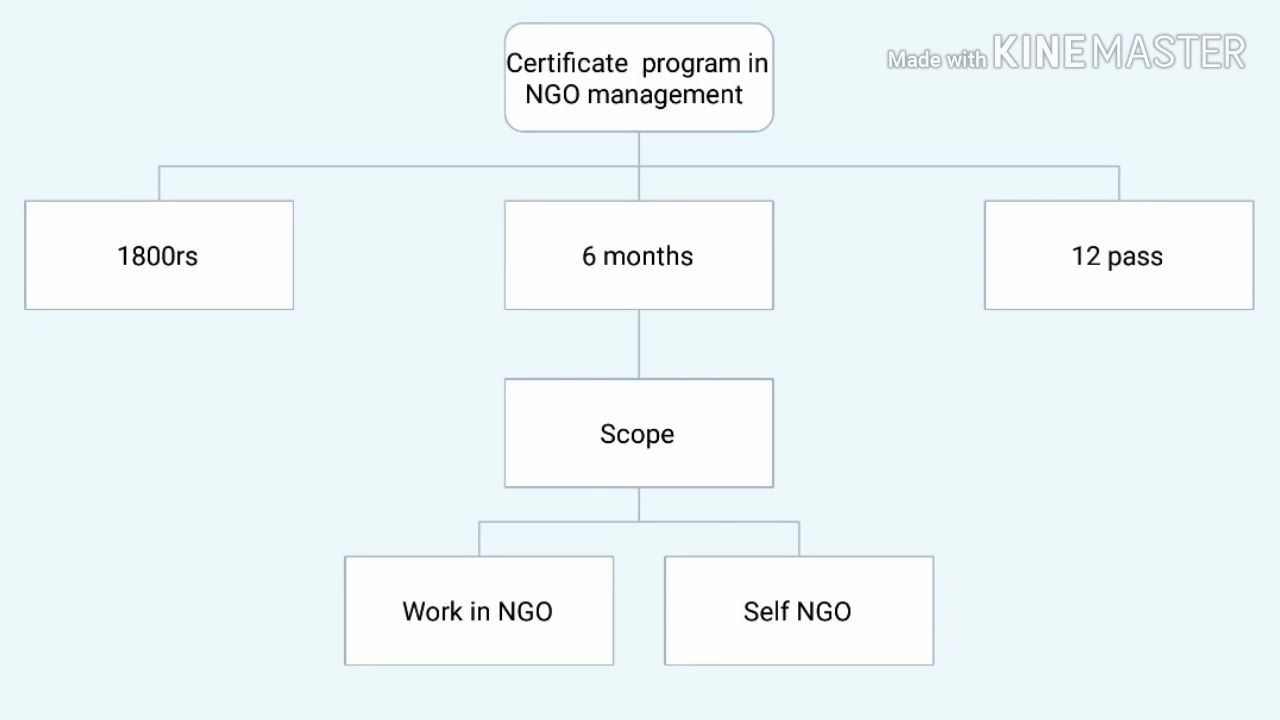 Certificate program in
NGO management
Made with KINEMASTER
1800rs
6 months
12 pass
Scope
Work in NGO
Self NGO